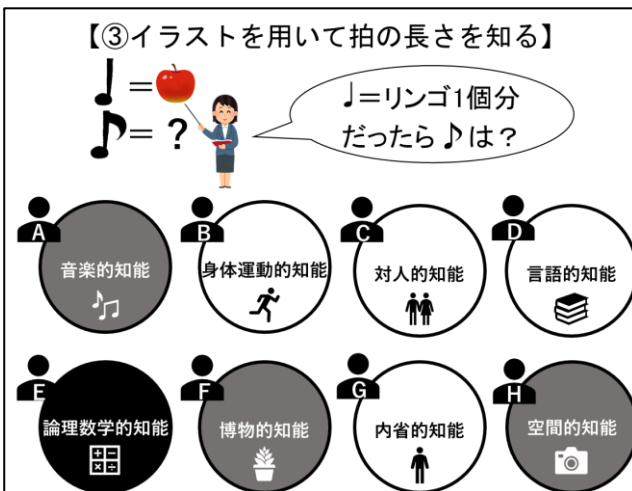 【③イラストを用いて拍の長さを知る】
♩=
♪= ?
♩=リンゴ1個分
だったら♪は?
A
音楽的知能
B
身体運動的知能
C
対人的知能
D
言語的知能
E
論理数学的知能
F
博物的知能
G
内省的知能
H
空間的知能